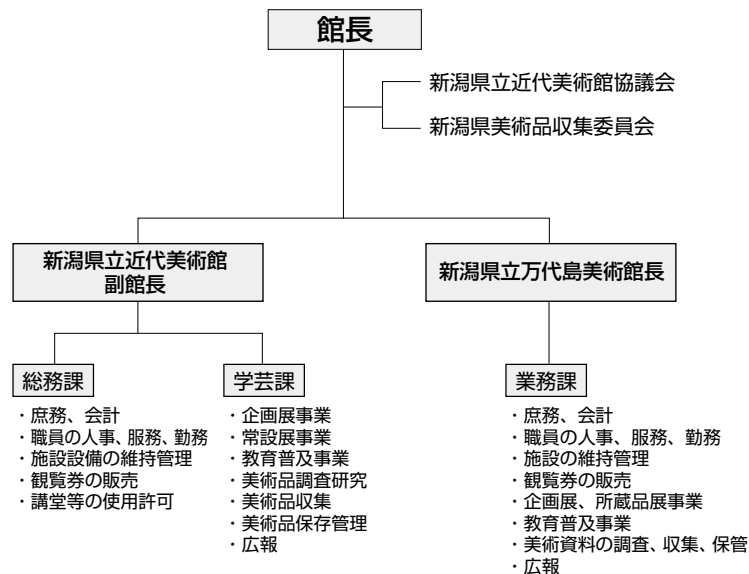 館長
新潟県立近代美術館協議会
新潟県美術品収集委員会
新潟県立近代美術館
副館長
新潟県立万代島美術館長
総務課
・庶務、会計
・職員の人事、服務、勤務
・施設設備の維持管理
・観覧券の販売
・講堂等の使用許可
学芸課
・企画展事業
・常設展事業
・教育普及事業
・美術品調査研究
・美術品収集
・美術品保存管理
・広報
業務課
・庶務、会計
・職員の人事、服務、勤務
・施設の維持管理
・観覧券の販売
・企画展、所蔵品展事業
・教育普及事業
・美術資料の調査、収集、保管
・広報